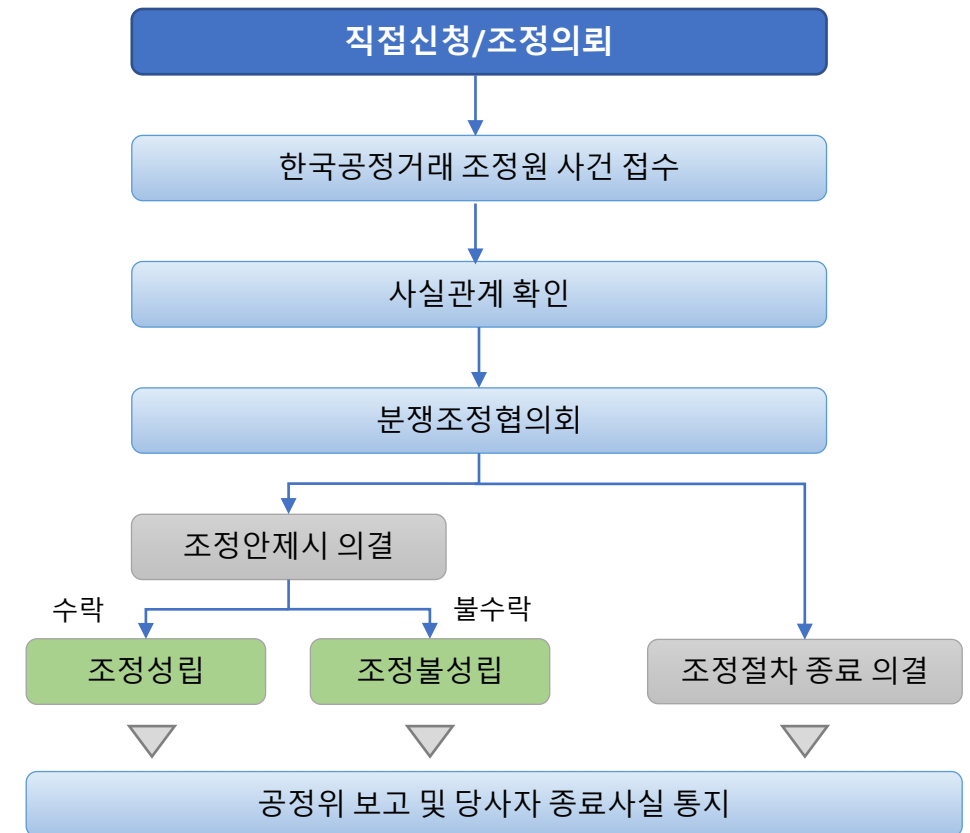 직접신청/조정의뢰
한국공정거래 조정원 사건 접수
사실관계 확인
분쟁조정협의회
조정안제시 의결
수락
불수락
조정성립
조정불성립
조정절차 종료 의결
공정위 보고 및 당사자 종료사실 통지